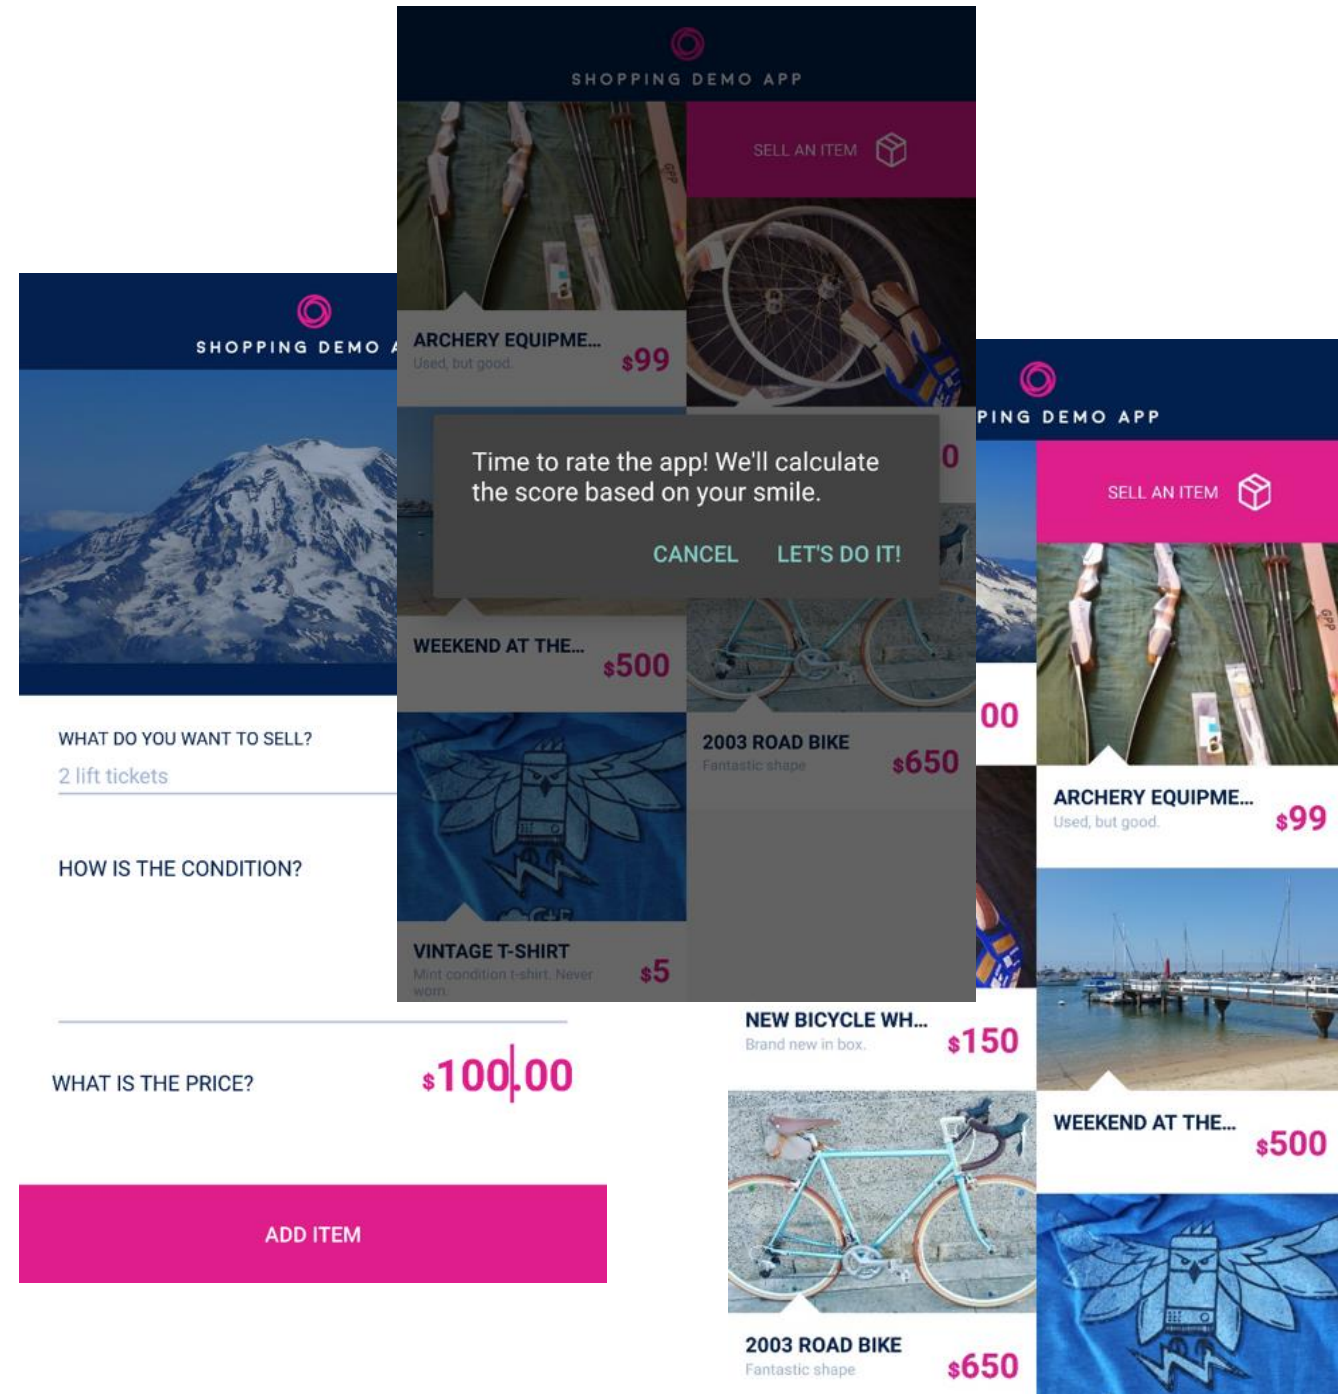 SHOPPING DEMO APP
SELL AN ITEM
GPP
ARCHERY EQUIPME...
Used, but good.
$99
0
Time to rate the app! We'll calculate
the score based on your smile.
CANCEL
LET'S DO IT!
WEEKEND AT THE...
$500
2003 ROAD BIKE
Fantastic shape
$650
VINTAGE T-SHIRT
Mint condition t-shirt. Never
worn.
$5
SHOPPING DEMO
WHAT DO YOU WANT TO SELL?
2 lift tickets
HOW IS THE CONDITION?
WHAT IS THE PRICE?
$100.00
ADD ITEM
PING DEMO APP
SELL AN ITEM
GPP
00
ARCHERY EQUIPME...
Used, but good.
$99
NEW BICYCLE WH...
Brand new in box.
$150
WEEKEND AT THE...
$500
2003 ROAD BIKE
Fantastic shape
$650